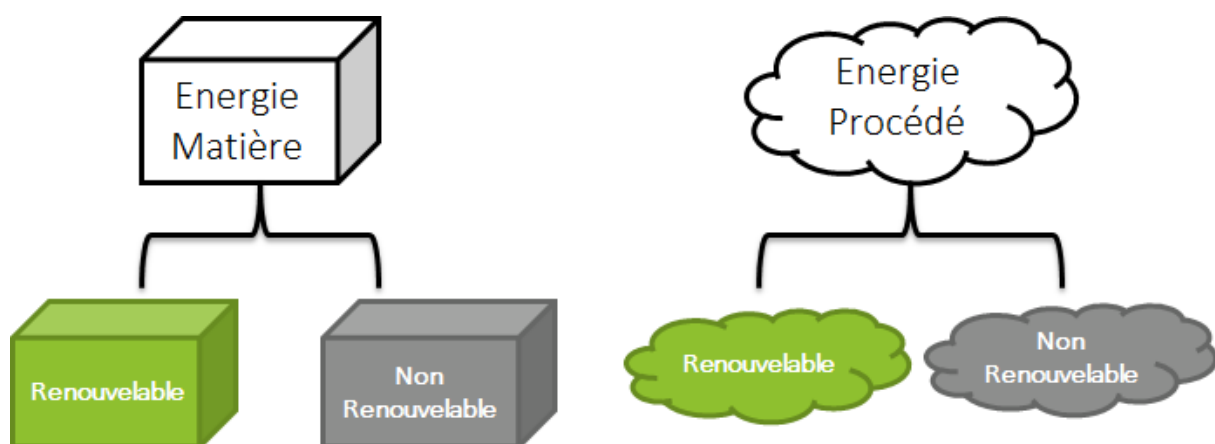 Energie
Matière
Energie
Procédé
Renouvelable
Non
Renouvelable
Renouvelable
Non
Renouvelable